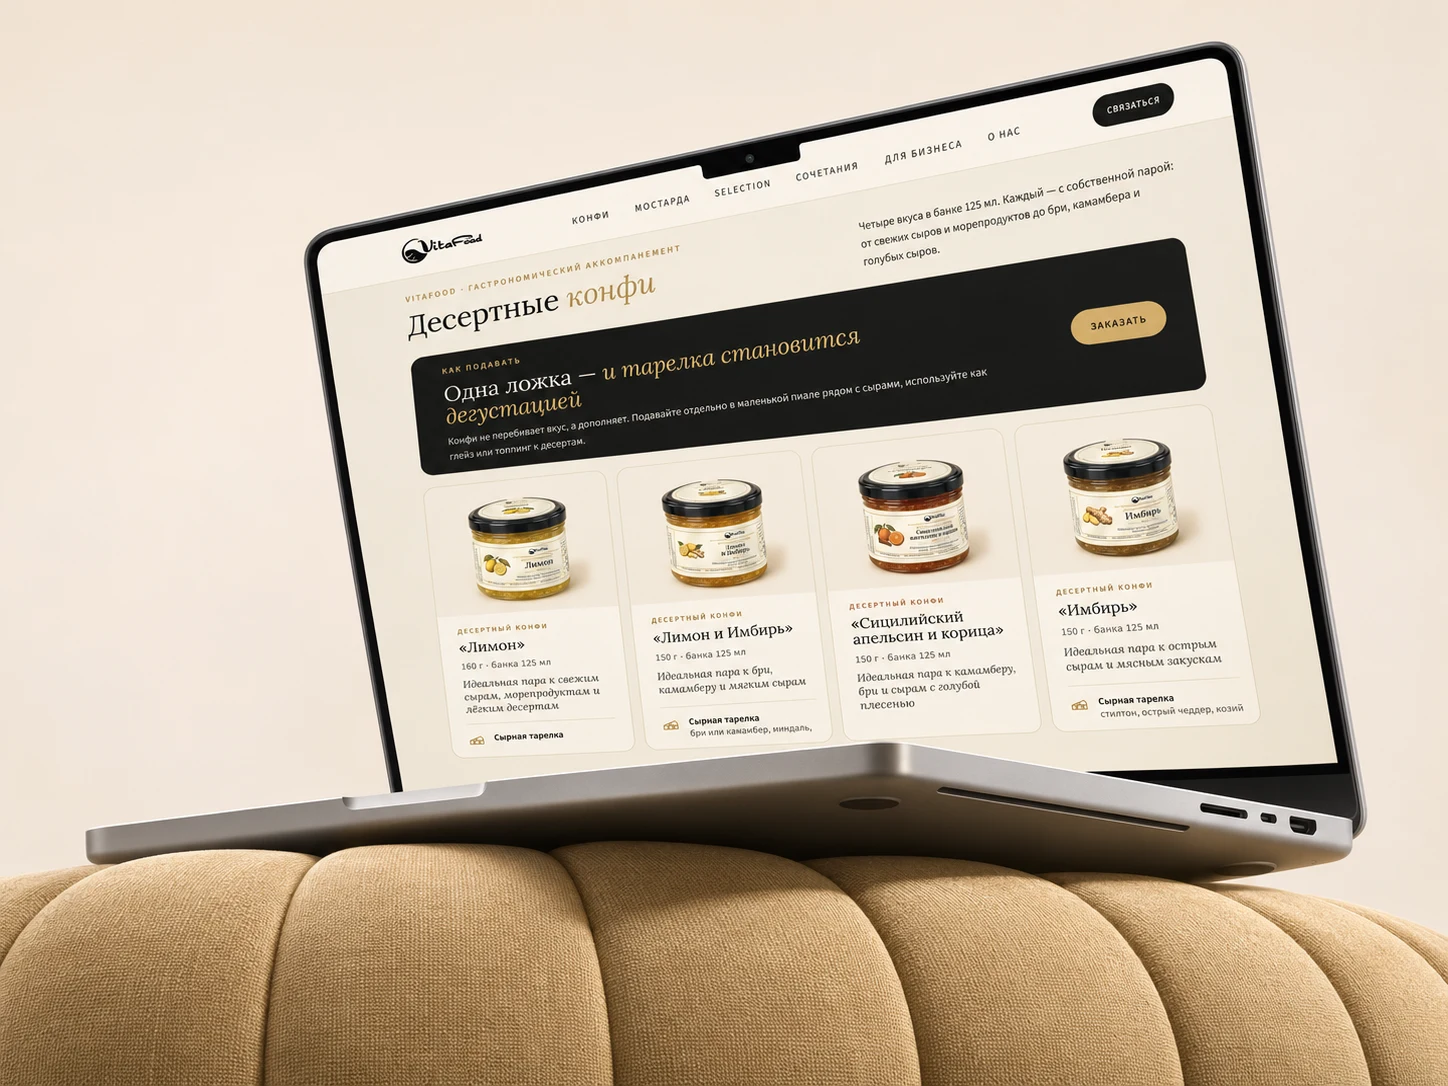 VitaFood
КОНФИ
МОСТАРДА
SELECTION
СОЧЕТАНИЯ
ДЛЯ БИЗНЕСА
О НАС
СВЯЗАТЬСЯ
VITAFOOD · ГАСТРОНОМИЧЕСКИЙ АККОМПАНЕМЕНТ
Десертные конфи
Четыре вкуса в банке 125 мл. Каждый — с собственной парой:
от свежих сыров и морепродуктов до бри, камамбера и
голубых сыров.
КАК ПОДАВАТЬ
Одна ложка — и тарелка становится
дегустацией
Конфи не перебивает вкус, а дополняет. Подавайте отдельно в маленькой пиале рядом с сырами, используйте как
глейз или топпинг к десертам.
ЗАКАЗАТЬ
Лимон
ДЕСЕРТНЫЙ КОНФИ
«Лимон»
160 г · банка 125 мл
Идеальная пара к свежим
сырам, морепродуктам и
лёгким десертам
Сырная тарелка
Лимон
и Имбирь
ДЕСЕРТНЫЙ КОНФИ
«Лимон и Имбирь»
150 г · банка 125 мл
Идеальная пара к бри,
камамберу и мягким сырам
Сырная тарелка
бри или камамбер, миндаль,
ДЕСЕРТНЫЙ КОНФИ
«Сицилийский
апельсин и корица»
150 г · банка 125 мл
Идеальная пара к камамберу,
бри и сырам с голубой
плесенью
Имбирь
ДЕСЕРТНЫЙ КОНФИ
«Имбирь»
150 г · банка 125 мл
Идеальная пара к острым
сырам и мясным закускам
Сырная тарелка
стилтон, острый чеддер, козий